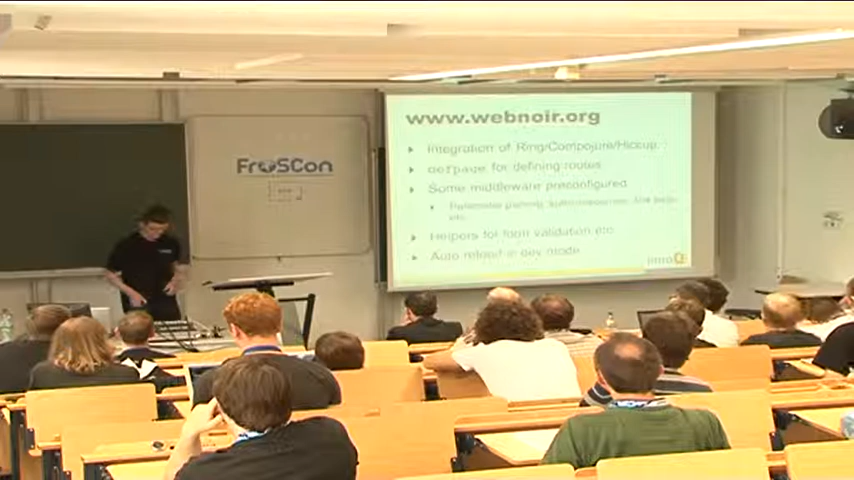 www.webnoir.org
Integration of Ring/Compojure/Hiccup
defpage for defining routes
Some middleware preconfigured
etc.
Helpers for form validation etc
Auto reload in dev mode
FrOSCon